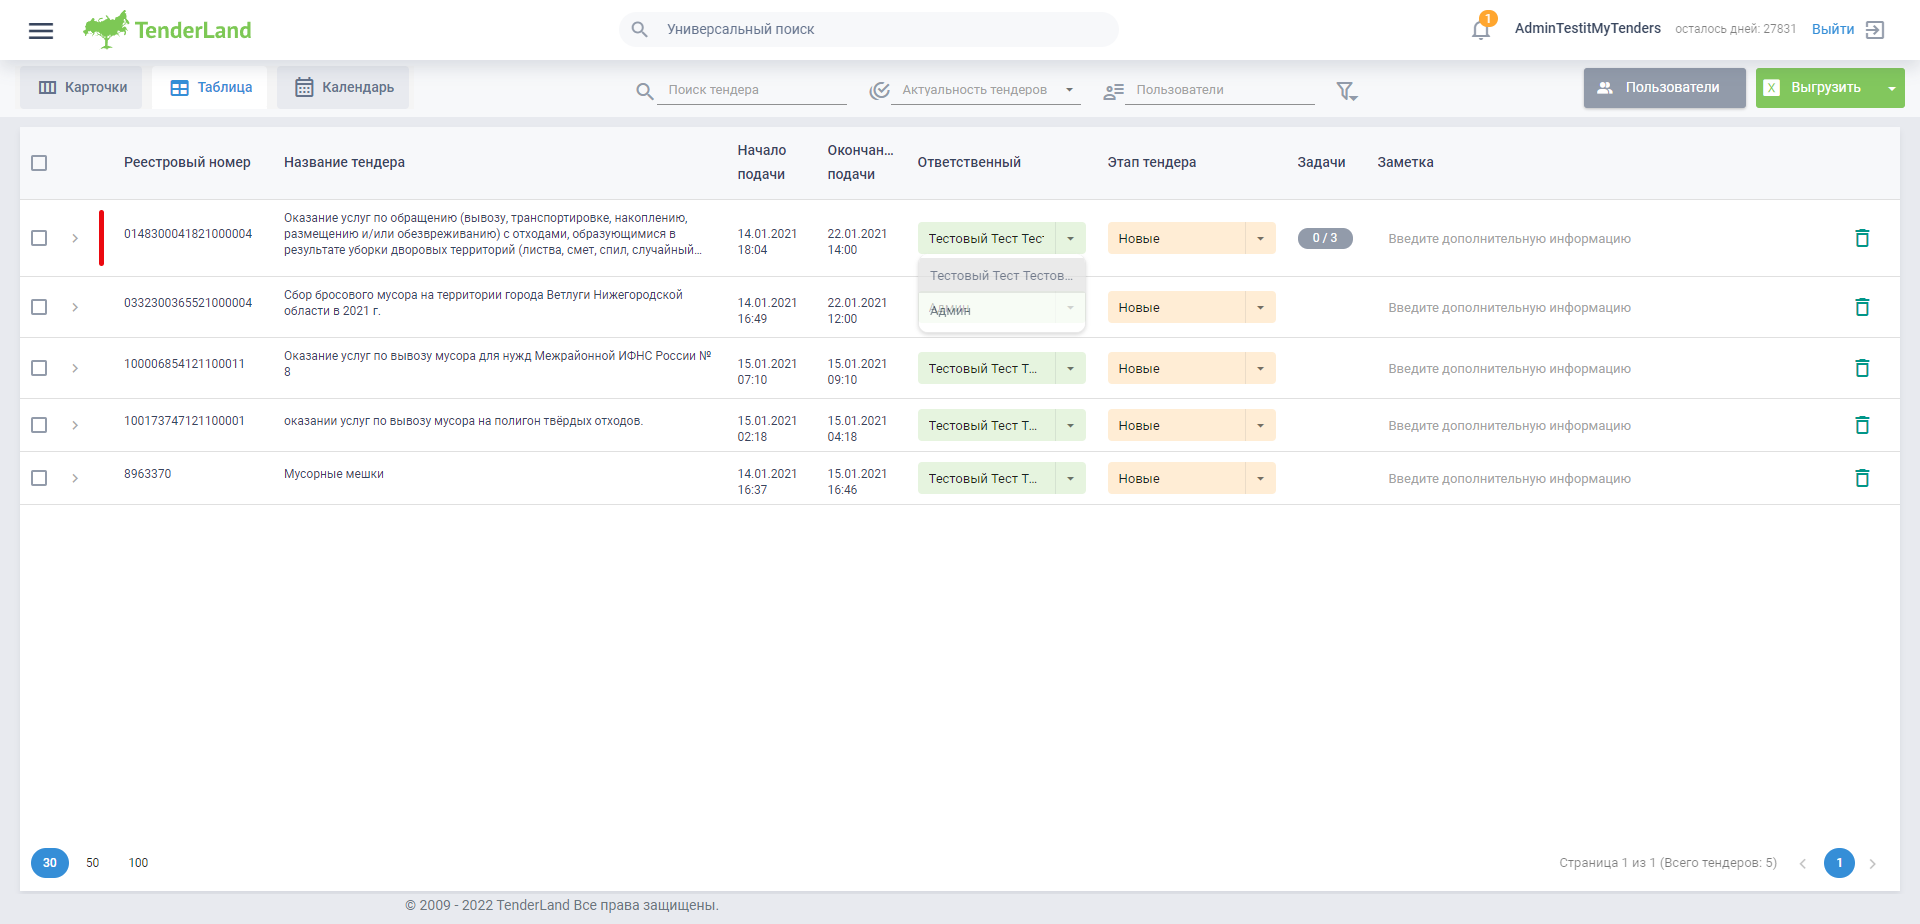 TenderLand
Универсальный поиск
1
AdminTestitMyTenders
осталось дней: 27831
Выйти
Карточки
Таблица
Календарь
Поиск тендера
Актуальность тендеров
Пользователи
Пользователи
X Выгрузить
Реестровый номер
Название тендера
Начало
подачи
Окончан...
подачи
Ответственный
Этап тендера
Задачи
Заметка
0148300041821000004
Оказание услуг по обращению (вывозу, транспортировке, накоплению,
размещению и/или обезвреживанию) с отходами, образующимися в
результате уборки дворовых территорий (листва, смет, спил, случайный...
14.01.2021
18:04
22.01.2021
14:00
Тестовый Тест Тес
Новые
0 / 3
Введите дополнительную информацию
Тестовый Тест Тестов...
Админ
0332300365521000004
Сбор бросового мусора на территории города Ветлуги Нижегородской
области в 2021 г.
14.01.2021
16:49
22.01.2021
12:00
Новые
Введите дополнительную информацию
100006854121100011
Оказание услуг по вывозу мусора для нужд Межрайонной ИФНС России №
8
15.01.2021
07:10
15.01.2021
09:10
Тестовый Тест Т...
Новые
Введите дополнительную информацию
100173747121100001
оказании услуг по вывозу мусора на полигон твёрдых отходов.
15.01.2021
02:18
15.01.2021
04:18
Тестовый Тест Т...
Новые
Введите дополнительную информацию
8963370
Мусорные мешки
14.01.2021
16:37
15.01.2021
16:46
Тестовый Тест Т...
Новые
Введите дополнительную информацию
30
50
100
Страница 1 из 1 (Всего тендеров: 5)
1
© 2009 - 2022 TenderLand Все права защищены.